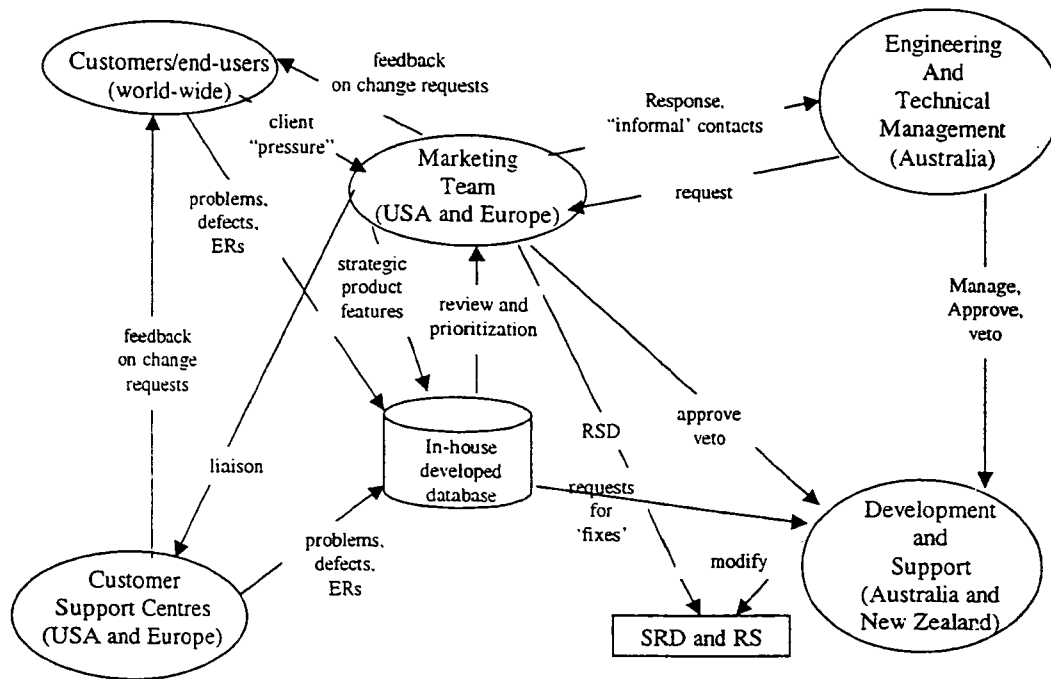 Customers/end-users
(world-wide)
feedback
on change requests
Engineering
And
Technical
Management
(Australia)
Response,
“informal’ contacts
client
“pressure”
Marketing
Team
(USA and Europe)
request
problems,
defects,
ERs
strategic
product
features
review and
prioritization
Manage,
Approve,
veto
feedback
on change
requests
RSD
approve
veto
liaison
In-house
developed
database
requests
for
‘fixes’
Development
and
Support
(Australia and
New Zealand)
problems,
defects,
ERs
modify
Customer
Support Centres
(USA and Europe)
SRD and RS